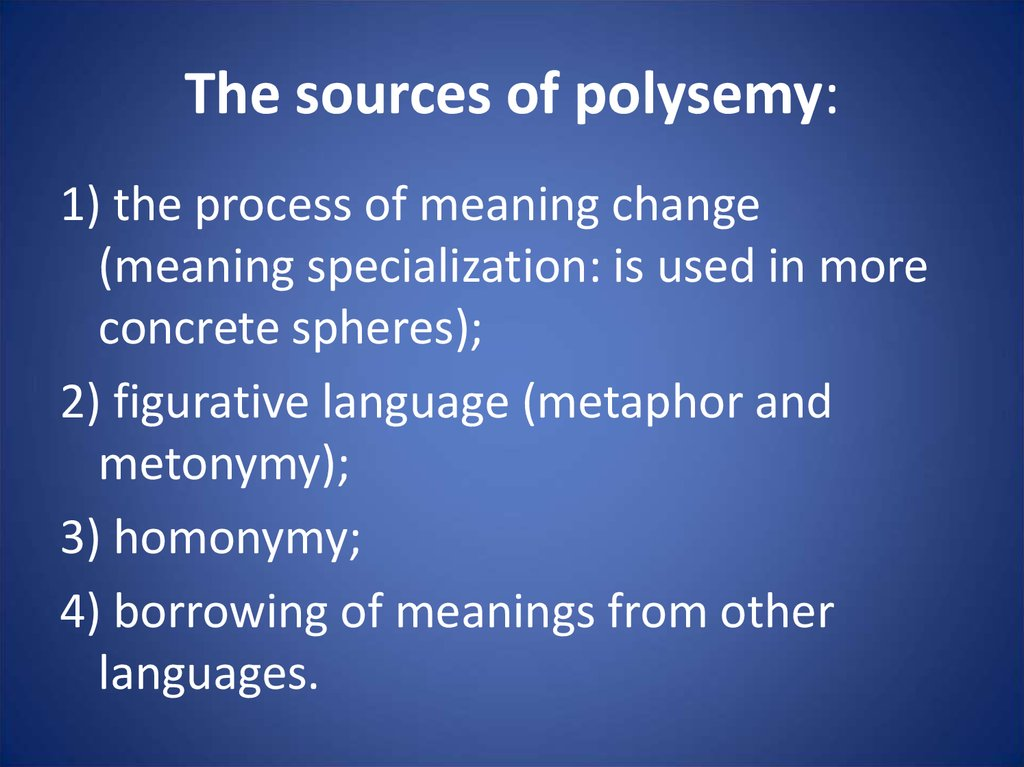 The sources of polysemy:
1) the process of meaning change
(meaning specialization: is used in more
concrete spheres);
2) figurative language (metaphor and
metonymy);
3) homonymy;
4) borrowing of meanings from other
languages.